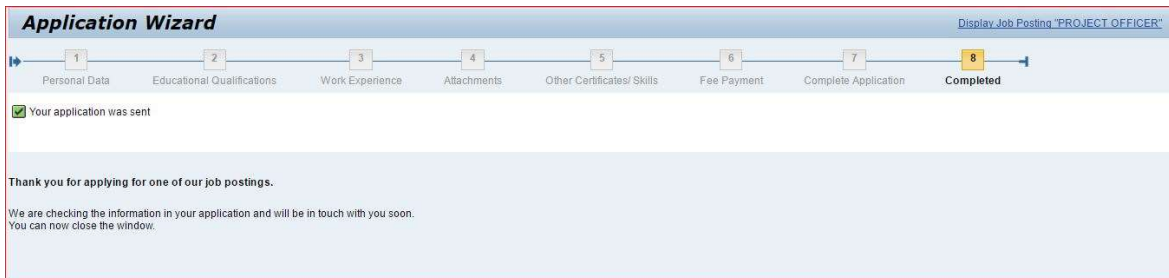 Application Wizard
Display Job Posting "PROJECT OFFICER"
1 2 3 4 5 6 7 8
Personal Data Educational Qualifications Work Experience Attachments Other Certificates/ Skills Fee Payment Complete Application Completed
Your application was sent
Thank you for applying for one of our job postings.
We are checking the information in your application and will be in touch with you soon.
You can now close the window.